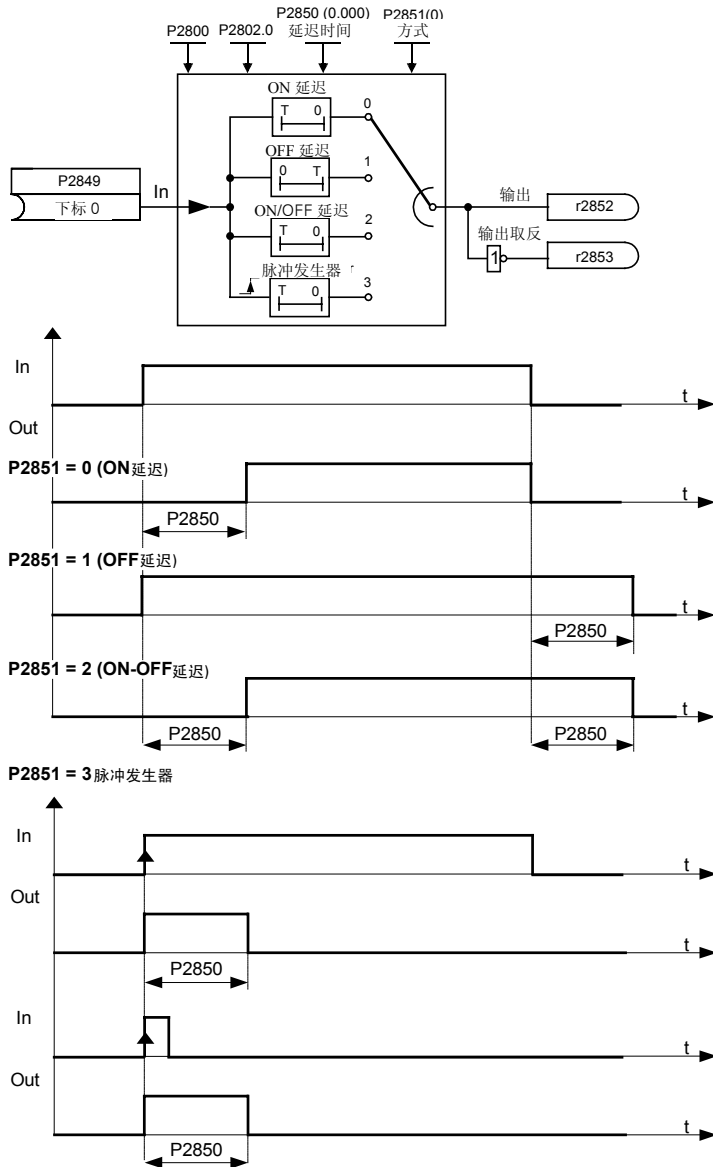 P2800 P2802.0 P2850 (0.000) P2851(0)
延迟时间 方式
ON 延迟
T 0
0
OFF 延迟
0 T
1
P2849
下标 0
In
ON/OFF 延迟
T 0
2
脉冲发生器
T 0
3
输出
r2852
输出取反
1
r2853
In
t
Out
P2851 = 0 (ON延迟)
t
P2850
P2851 = 1 (OFF延迟)
t
P2850
P2851 = 2 (ON-OFF延迟)
t
P2850 P2850
P2851 = 3脉冲发生器
In
t
Out
t
P2850
In
t
Out
t
P2850